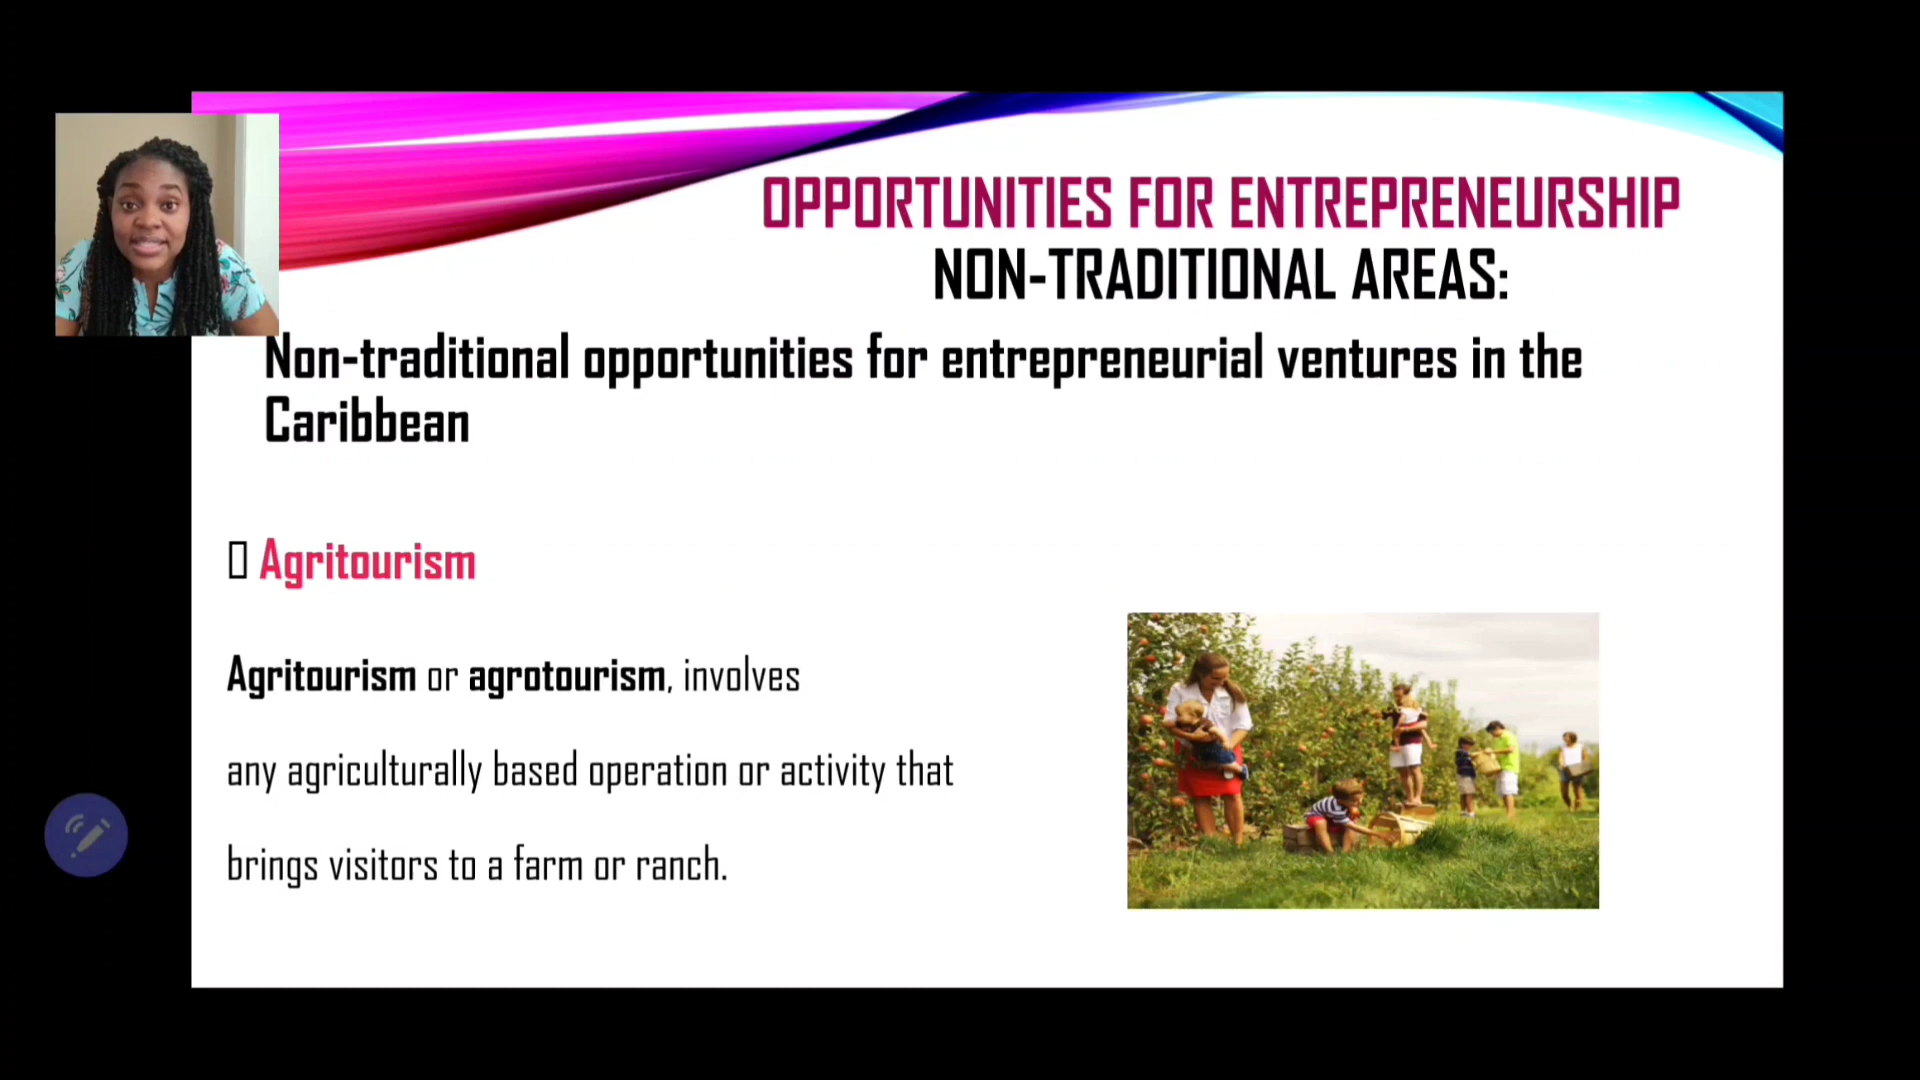 OPPORTUNITIES FOR ENTREPRENEURSHIP
NON-TRADITIONAL AREAS:
Non-traditional opportunities for entrepreneurial ventures in the
Caribbean
Agritourism
Agritourism or agrotourism, involves
any agriculturally based operation or activity that
brings visitors to a farm or ranch.